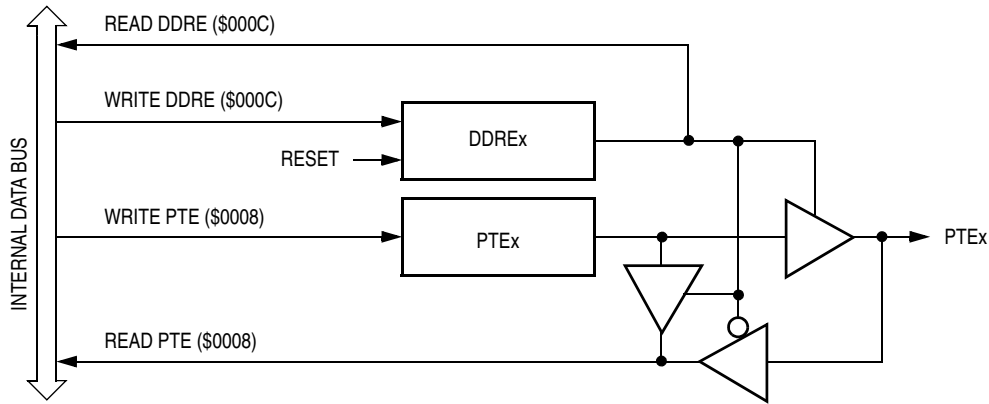 READ DDRE ($000C)
WRITE DDRE ($000C)
DDREx
RESET
INTERNAL DATA BUS
WRITE PTE ($0008)
PTEx
PTEx
READ PTE ($0008)